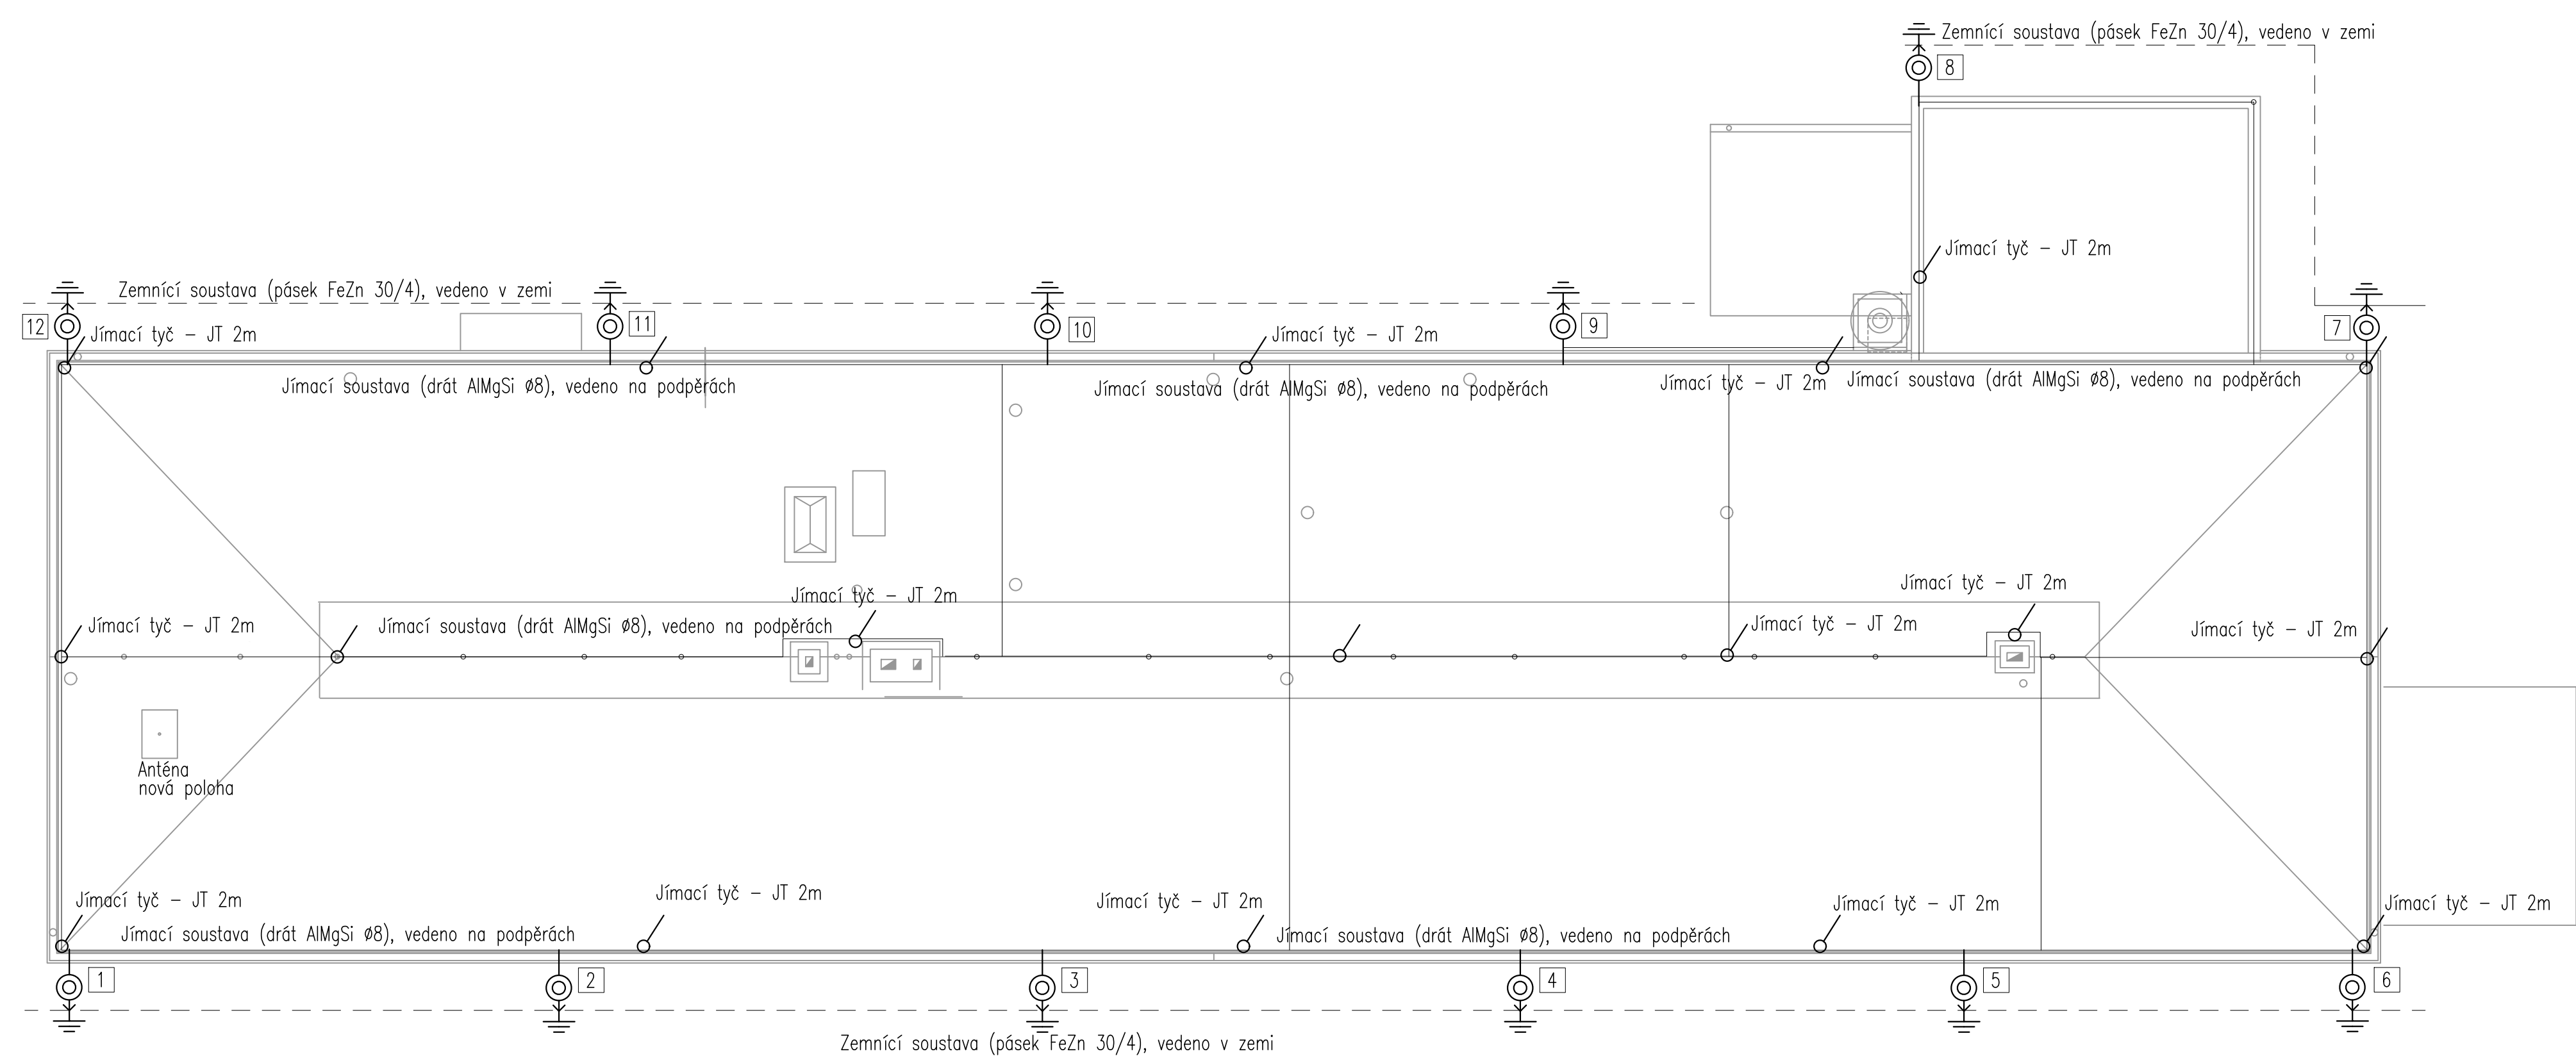 Zemnící soustava (pásek FeZn 30/4), vedeno v zemi
8
Jímací tyč – JT 2m
Zemnící soustava (pásek FeZn 30/4), vedeno v zemi
12
11
10
9
7
Jímací tyč – JT 2m
Jímací tyč – JT 2m
Jímací soustava (drát AlMgSi ø8), vedeno na podpěrách
Jímací soustava (drát AlMgSi ø8), vedeno na podpěrách
Jímací tyč – JT 2m
Jímací soustava (drát AlMgSi ø8), vedeno na podpěrách
Jímací tyč – JT 2m
Jímací tyč – JT 2m
Jímací tyč – JT 2m
Jímací soustava (drát AlMgSi ø8), vedeno na podpěrách
Jímací tyč – JT 2m
Jímací tyč – JT 2m
Anténa
nová poloha
Jímací tyč – JT 2m
Jímací tyč – JT 2m
Jímací tyč – JT 2m
Jímací tyč – JT 2m
Jímací tyč – JT 2m
Jímací soustava (drát AlMgSi ø8), vedeno na podpěrách
Jímací soustava (drát AlMgSi ø8), vedeno na podpěrách
1
2
3
4
5
6
Zemnící soustava (pásek FeZn 30/4), vedeno v zemi